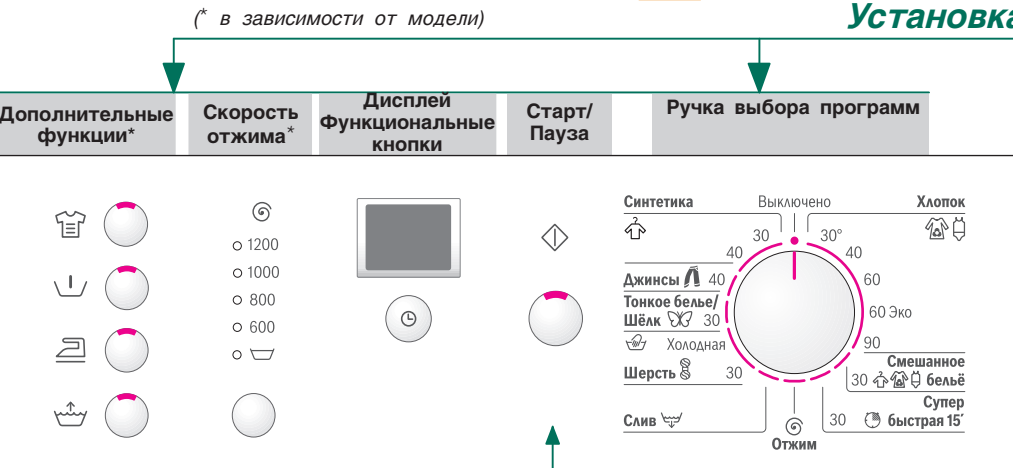 (* в зависимости от модели)
Установка
Дополнительные
функции*
Скорость
отжима*
Дисплей
Функциональные
кнопки
Старт/
Пауза
Ручка выбора программ
1200
1000
800
600
Синтетика
Выключено
Хлопок
30
30°
40
40
Джинсы 40
60
Тонкое бельё/
Шёлк 30
60 Эко
Холодная
90
Шерсть 30
Смешанное
30 бельё
Слив
Супер
30 быстрая 15′
Отжим